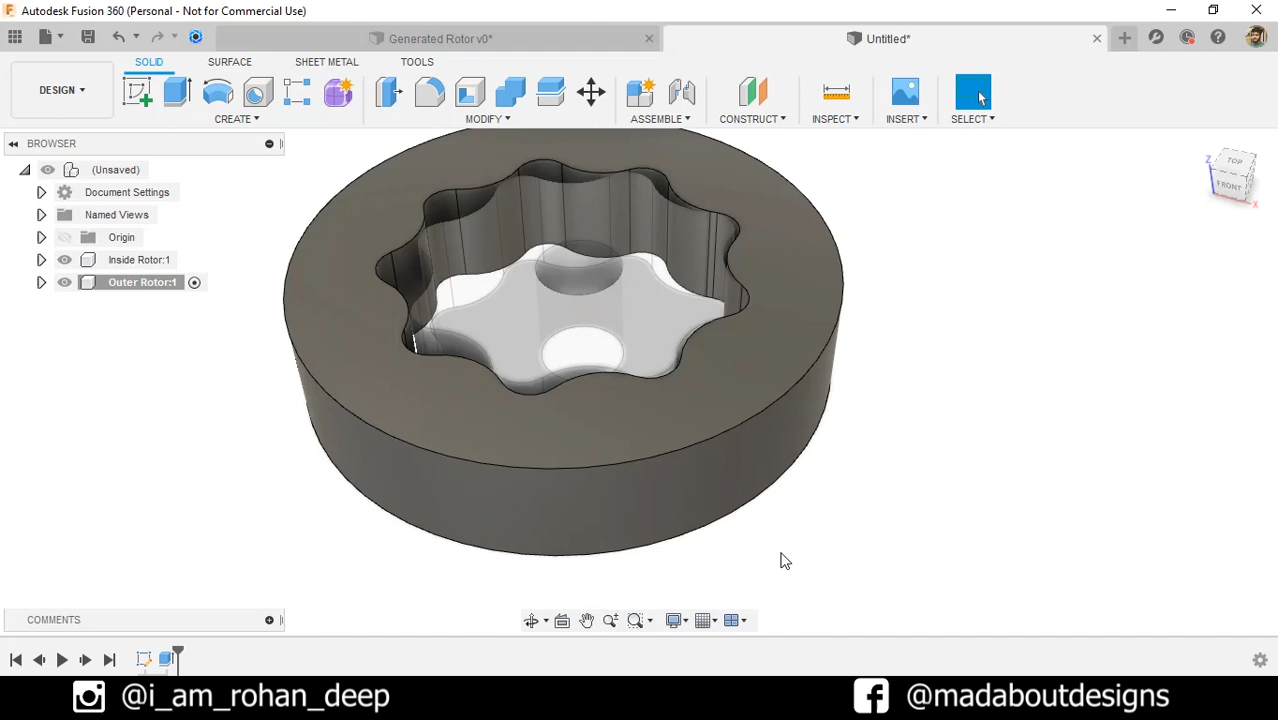 Autodesk Fusion 360 (Personal - Not for Commercial Use)
Generated Rotor v0*
Untitled*
SOLID
SURFACE
SHEET METAL
TOOLS
DESIGN
CREATE
MODIFY
ASSEMBLE
CONSTRUCT
INSPECT
INSERT
SELECT
BROWSER
(Unsaved)
Document Settings
Named Views
Origin
Inside Rotor:1
Outer Rotor:1
TOP
FRONT
Z
X
COMMENTS
@i_am_rohan_deep
@madaboutdesigns